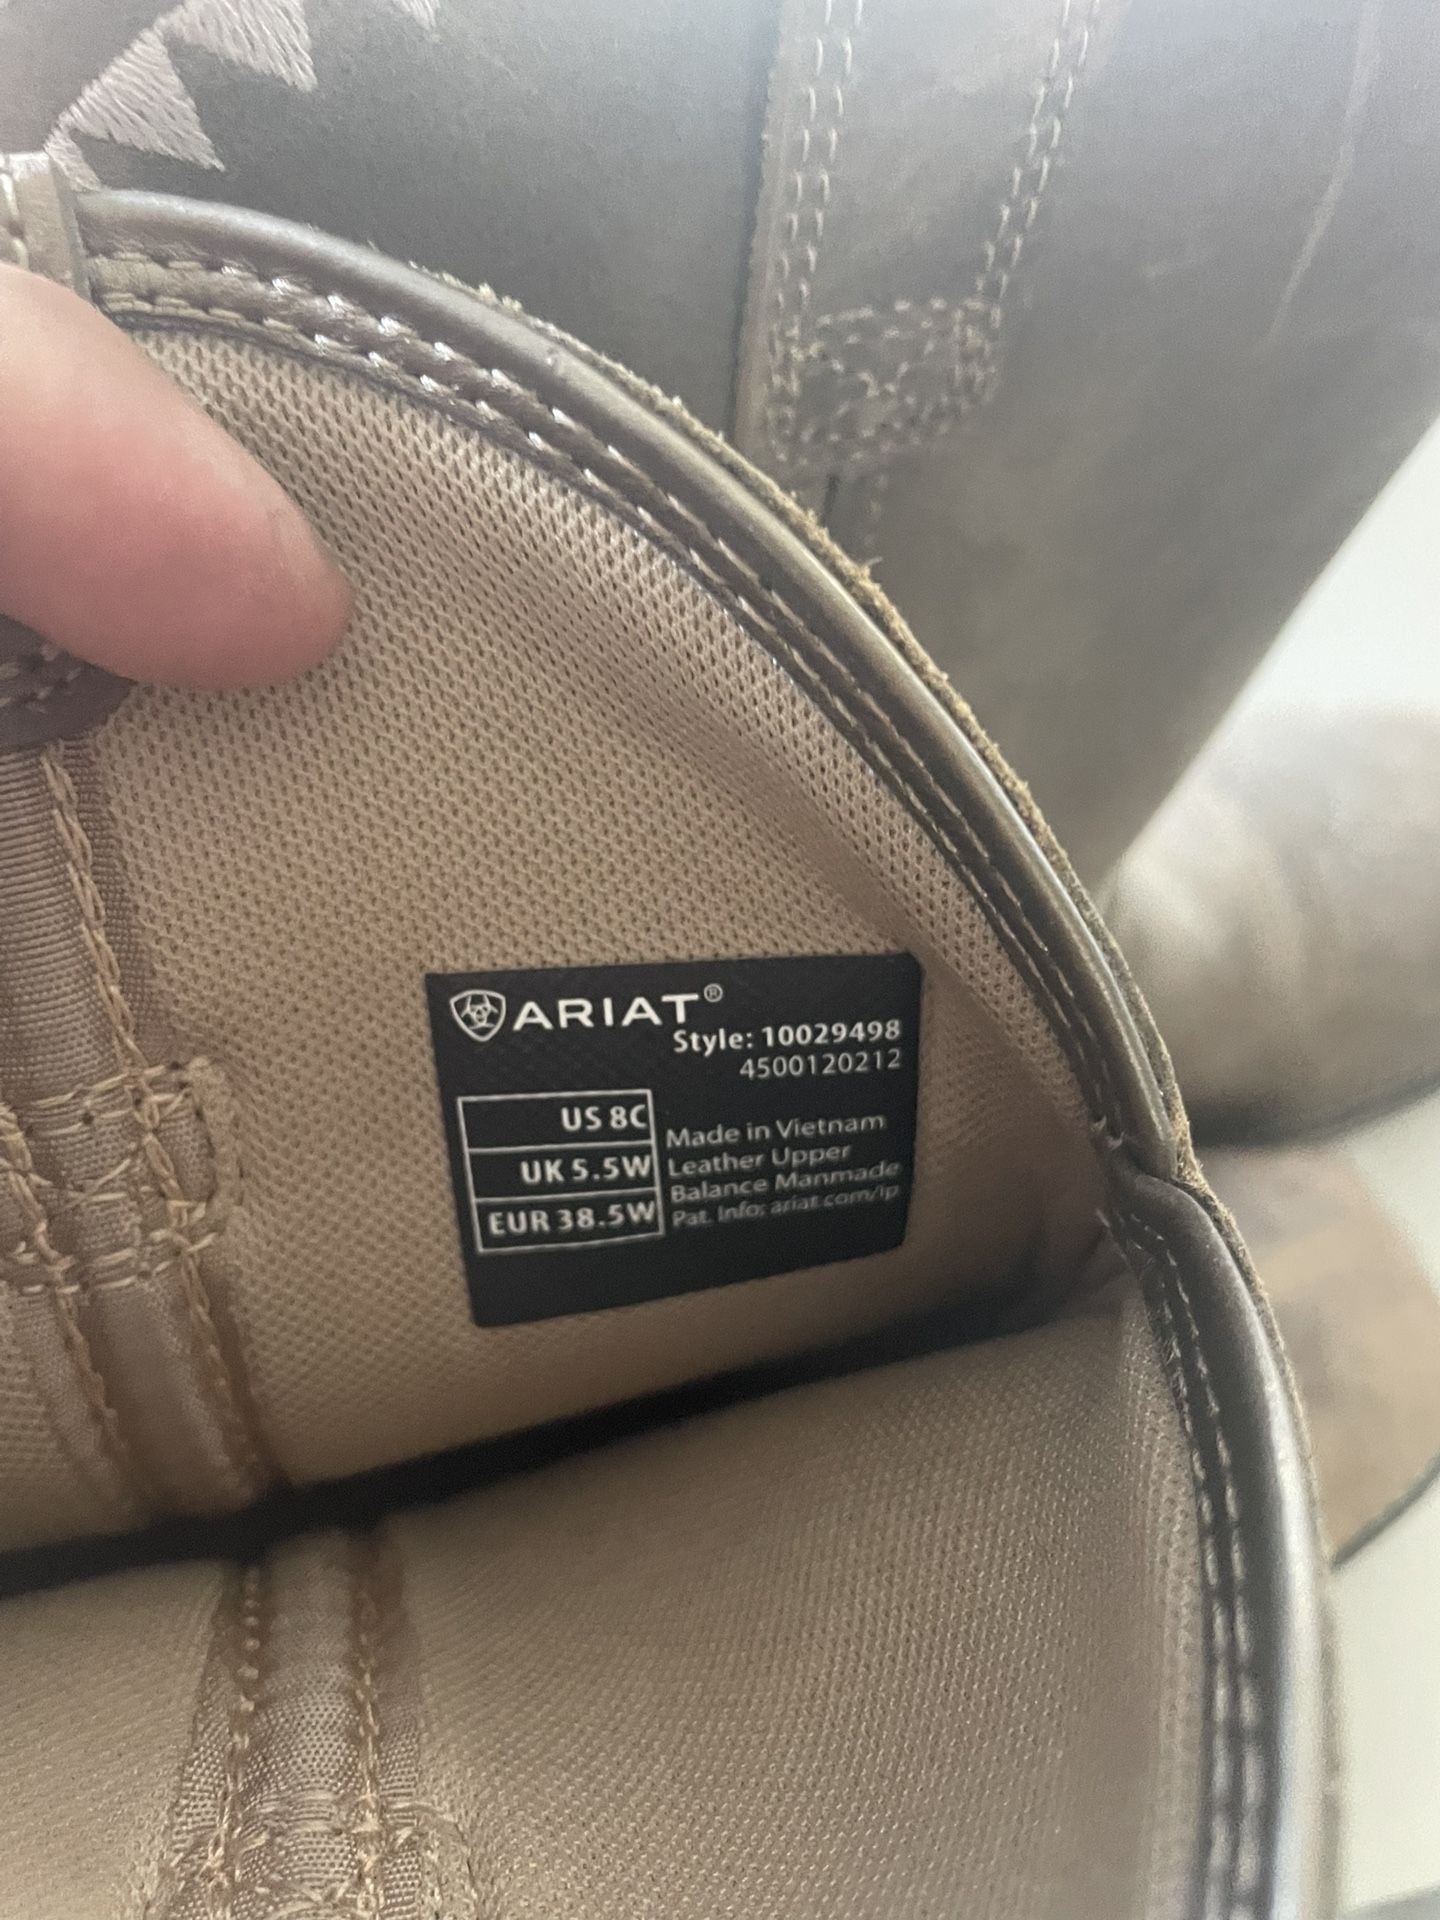 ARIAT®
Style: 10029498
4500120212
US 8C
UK 5.5W
EUR 38.5W
Made in Vietnam
Leather Upper
Balance Manmade
Pat. Info: ariat.com/ip